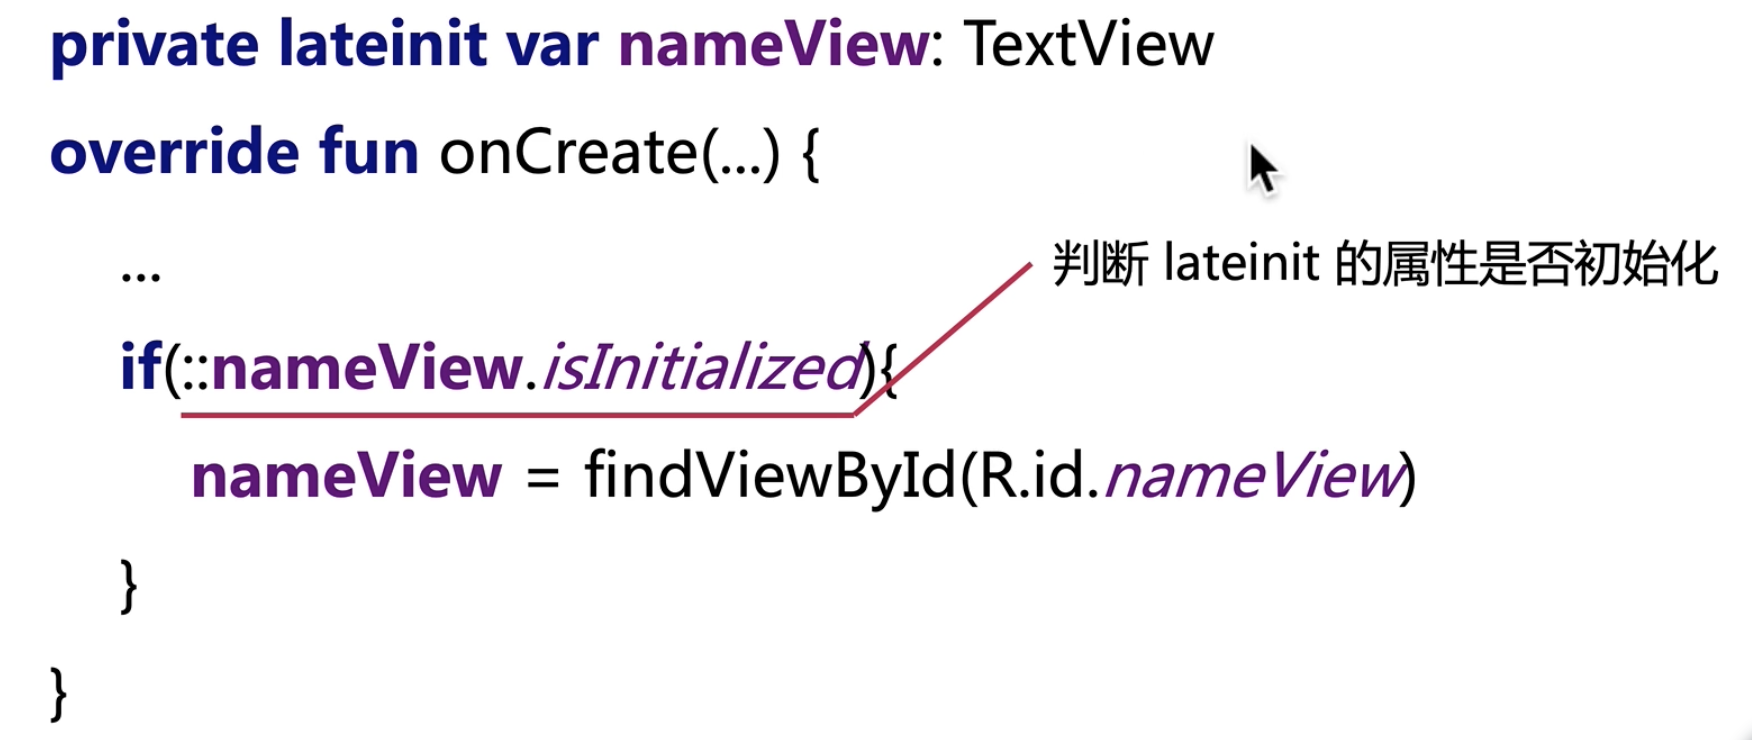 private lateinit var nameView: TextView
override fun onCreate(...) {
...
判断 lateinit 的属性是否初始化
if(::nameView.isInitialized){
nameView = findViewById(R.id.nameView)
}
}